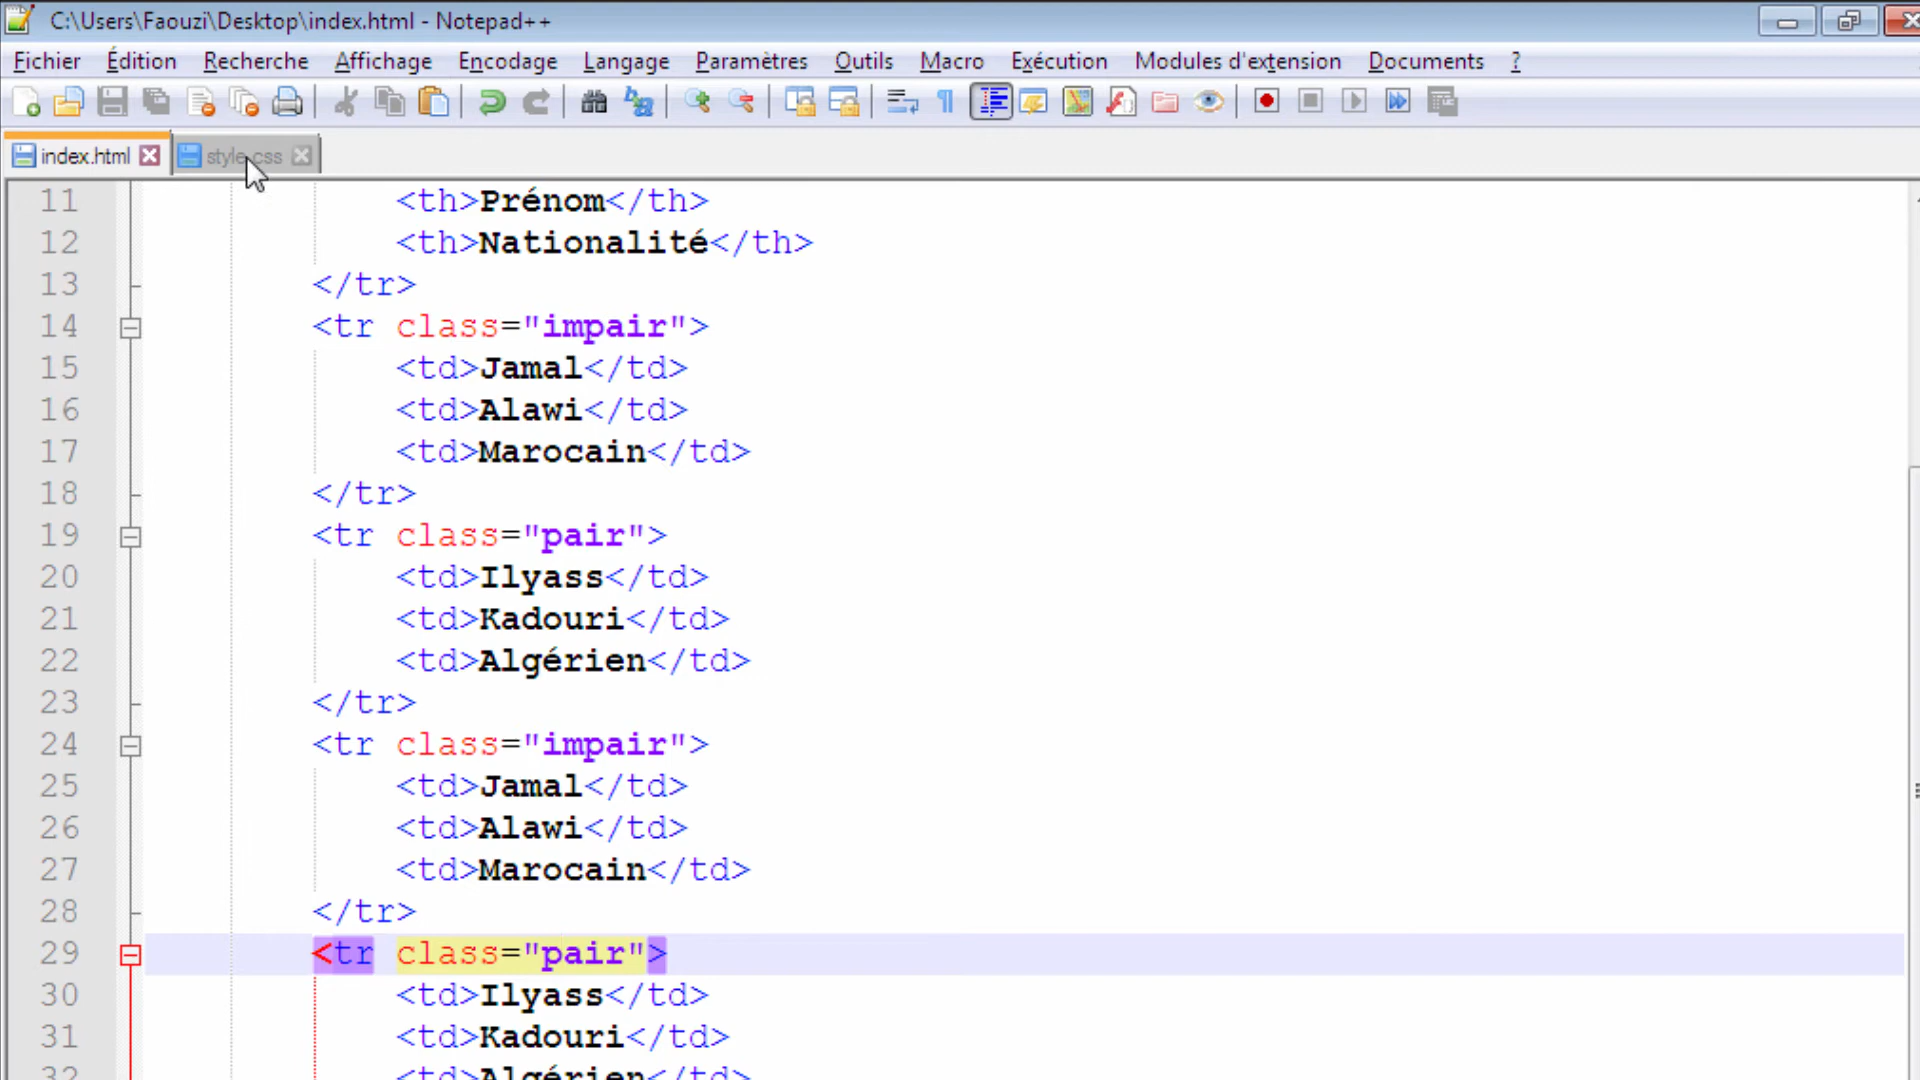 C:\Users\Faouzi\Desktop\index.html - Notepad++
Fichier Édition Recherche Affichage Encodage Langage Paramètres Outils Macro Exécution Modules d'extension Documents ?
index.html style.css
11 <th>Prénom</th>
12 <th>Nationalité</th>
13 </tr>
14 <tr class="impair">
15 <td>Jamal</td>
16 <td>Alawi</td>
17 <td>Marocain</td>
18 </tr>
19 <tr class="pair">
20 <td>Ilyass</td>
21 <td>Kadouri</td>
22 <td>Algérien</td>
23 </tr>
24 <tr class="impair">
25 <td>Jamal</td>
26 <td>Alawi</td>
27 <td>Marocain</td>
28 </tr>
29 <tr class="pair">
30 <td>Ilyass</td>
31 <td>Kadouri</td>
32 <td>Algérien</td>